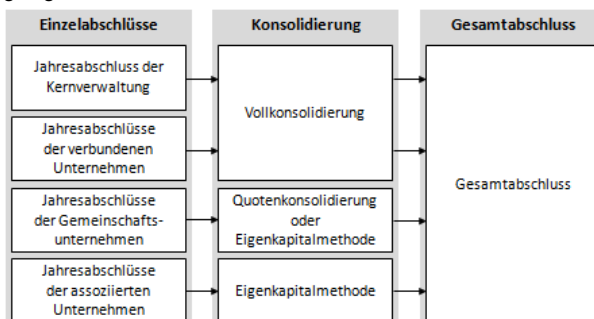 Einzelabschlüsse
Konsolidierung
Gesamtabschluss
Jahresabschluss der
Kernverwaltung
Vollkonsolidierung
Jahresabschlüsse
der verbundenen
Unternehmen
Gesamtabschluss
Jahresabschlüsse
der Gemeinschafts-
unternehmen
Quotenkonsolidierung
oder
Eigenkapitalmethode
Jahresabschlüsse
der assoziierten
Unternehmen
Eigenkapitalmethode